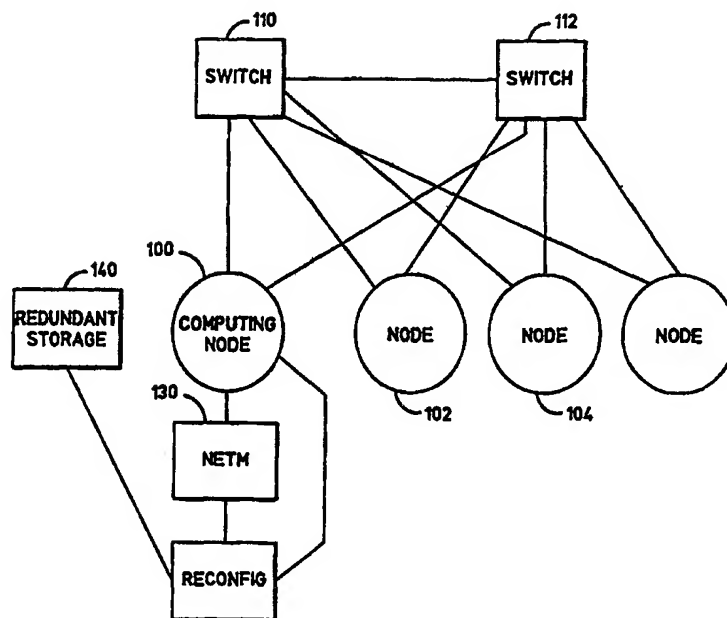 110
112
SWITCH
SWITCH
100
140
REDUNDANT
STORAGE
COMPUTING
NODE
NODE
NODE
NODE
130
102
104
NETM
RECONFIG